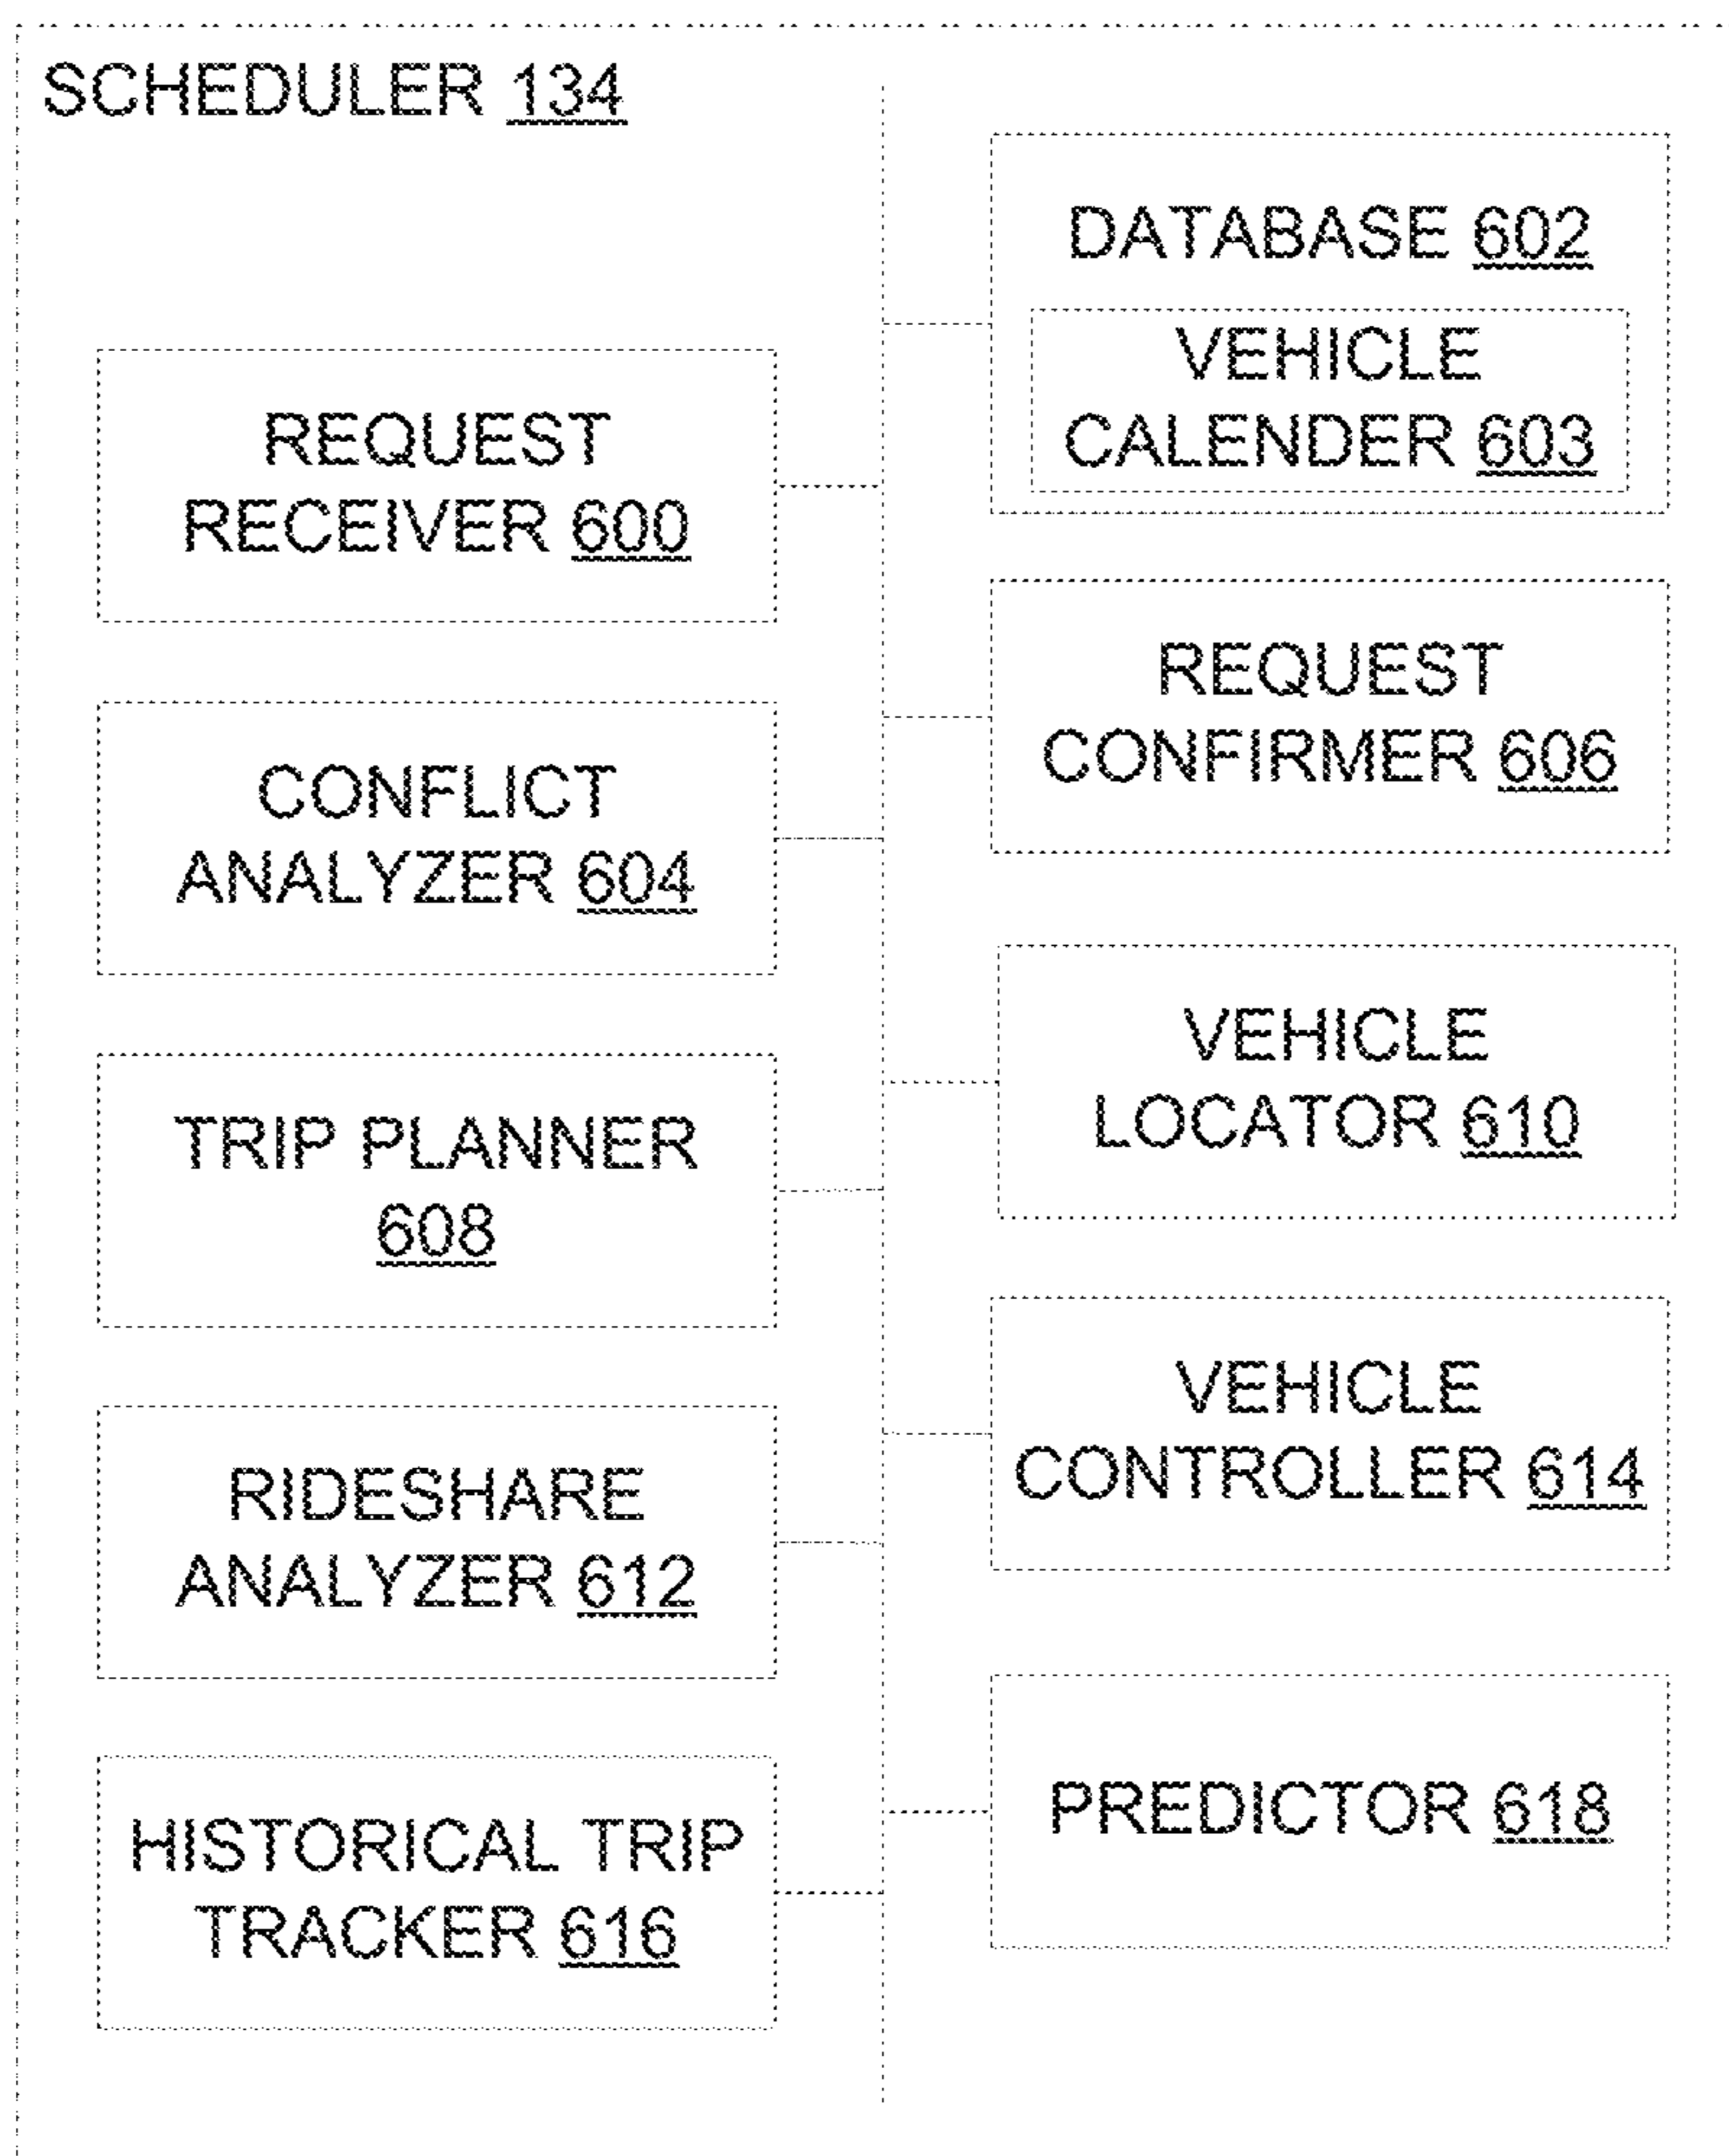 SCHEDULER 134
DATABASE 602
VEHICLE
CALENDER 603
REQUEST
RECEIVER 600
REQUEST
CONFIRMER 606
CONFLICT
ANALYZER 604
VEHICLE
LOCATOR 610
TRIP PLANNER
608
VEHICLE
CONTROLLER 614
RIDESHARE
ANALYZER 612
PREDICTOR 618
HISTORICAL TRIP
TRACKER 616